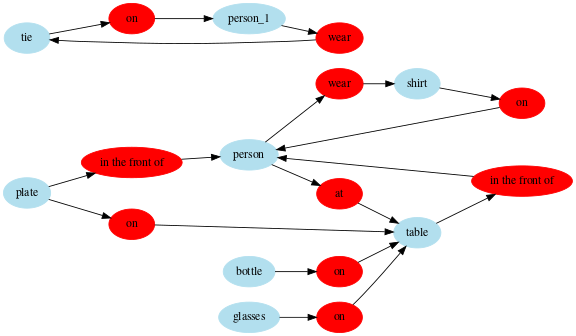 tie
on
person_1
wear
wear
shirt
on
in the front of
person
plate
at
in the front of
on
table
bottle
on
glasses
on